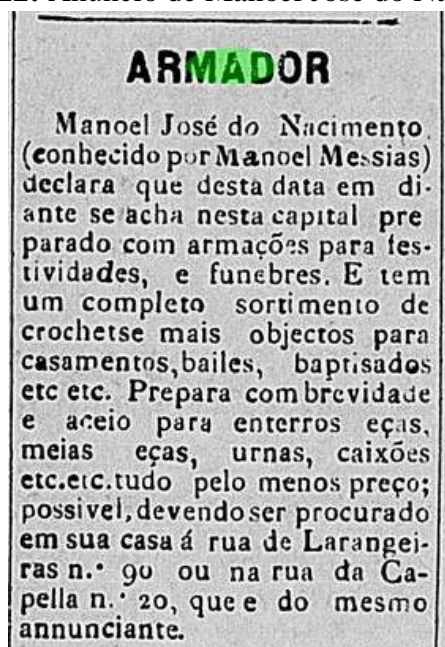 ARMADOR
Manoel José do Nacimento
(conhecido por Manoel Messias)
declara que desta data em di-
ante se acha nesta capital pre
parado com armações para fes-
tividades, e funebres. E tem
um completo sortimento de
crochetse mais objectos para
casamentos, bailes, baptisados
etc etc. Prepara com brevidade
e aceio para enterros eças,
meias eças, urnas, caixões
etc.etc.tudo pelo menos preço;
possivel, devendo ser procurado
em sua casa á rua de Larangei-
ras n.· 90 ou na rua da Ca-
pella n.· 20, que e do mesmo
annunciante.